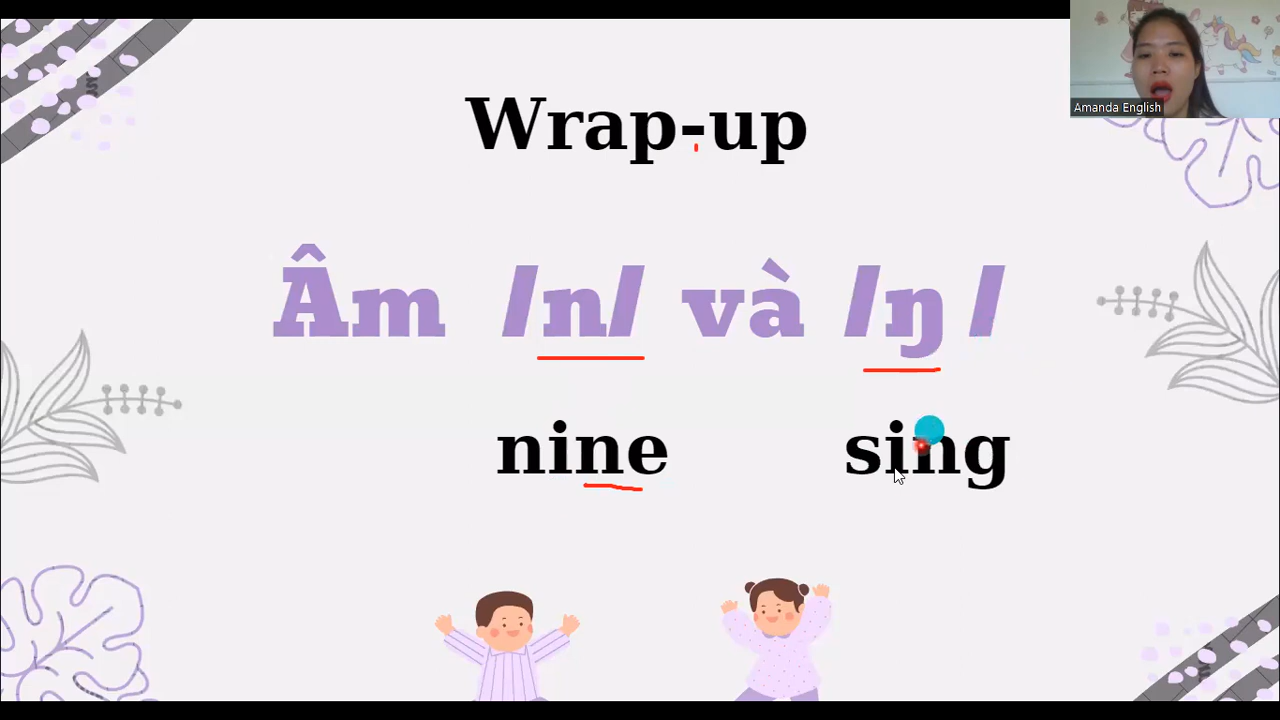 Amanda English
Wrap-up
Âm /n/ và /ŋ /
nine sing